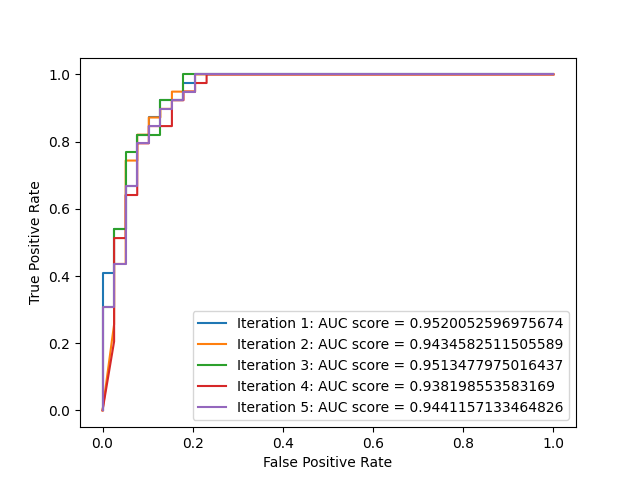 1.0
0.8
0.6
0.4
0.2
0.0
True Positive Rate
Iteration 1: AUC score = 0.9520052596975674
Iteration 2: AUC score = 0.9434582511505589
Iteration 3: AUC score = 0.9513477975016437
Iteration 4: AUC score = 0.938198553583169
Iteration 5: AUC score = 0.9441157133464826
0.0 0.2 0.4 0.6 0.8 1.0
False Positive Rate